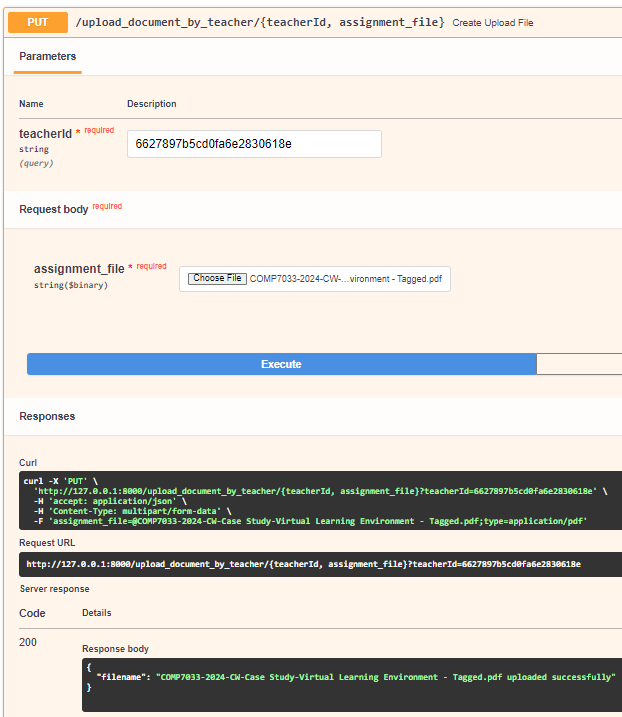 PUT /upload_document_by_teacher/{teacherId, assignment_file} Create Upload File
Parameters
Name Description
teacherId * required
string
(query)
6627897b5cd0fa6e2830618e
Request body required
assignment_file * required
string($binary)
Choose File COMP7033-2024-CW-...vironment - Tagged.pdf
Execute
Responses
Curl
curl -X 'PUT' \
'http://127.0.0.1:8000/upload_document_by_teacher/{teacherId, assignment_file}?teacherId=6627897b5cd0fa6e2830618e' \
-H 'accept: application/json' \
-H 'Content-Type: multipart/form-data' \
-F 'assignment_file=@COMP7033-2024-CW-Case Study-Virtual Learning Environment - Tagged.pdf;type=application/pdf'
Request URL
http://127.0.0.1:8000/upload_document_by_teacher/{teacherId, assignment_file}?teacherId=6627897b5cd0fa6e2830618e
Server response
Code Details
200
Response body
{
"filename": "COMP7033-2024-CW-Case Study-Virtual Learning Environment - Tagged.pdf uploaded successfully"
}